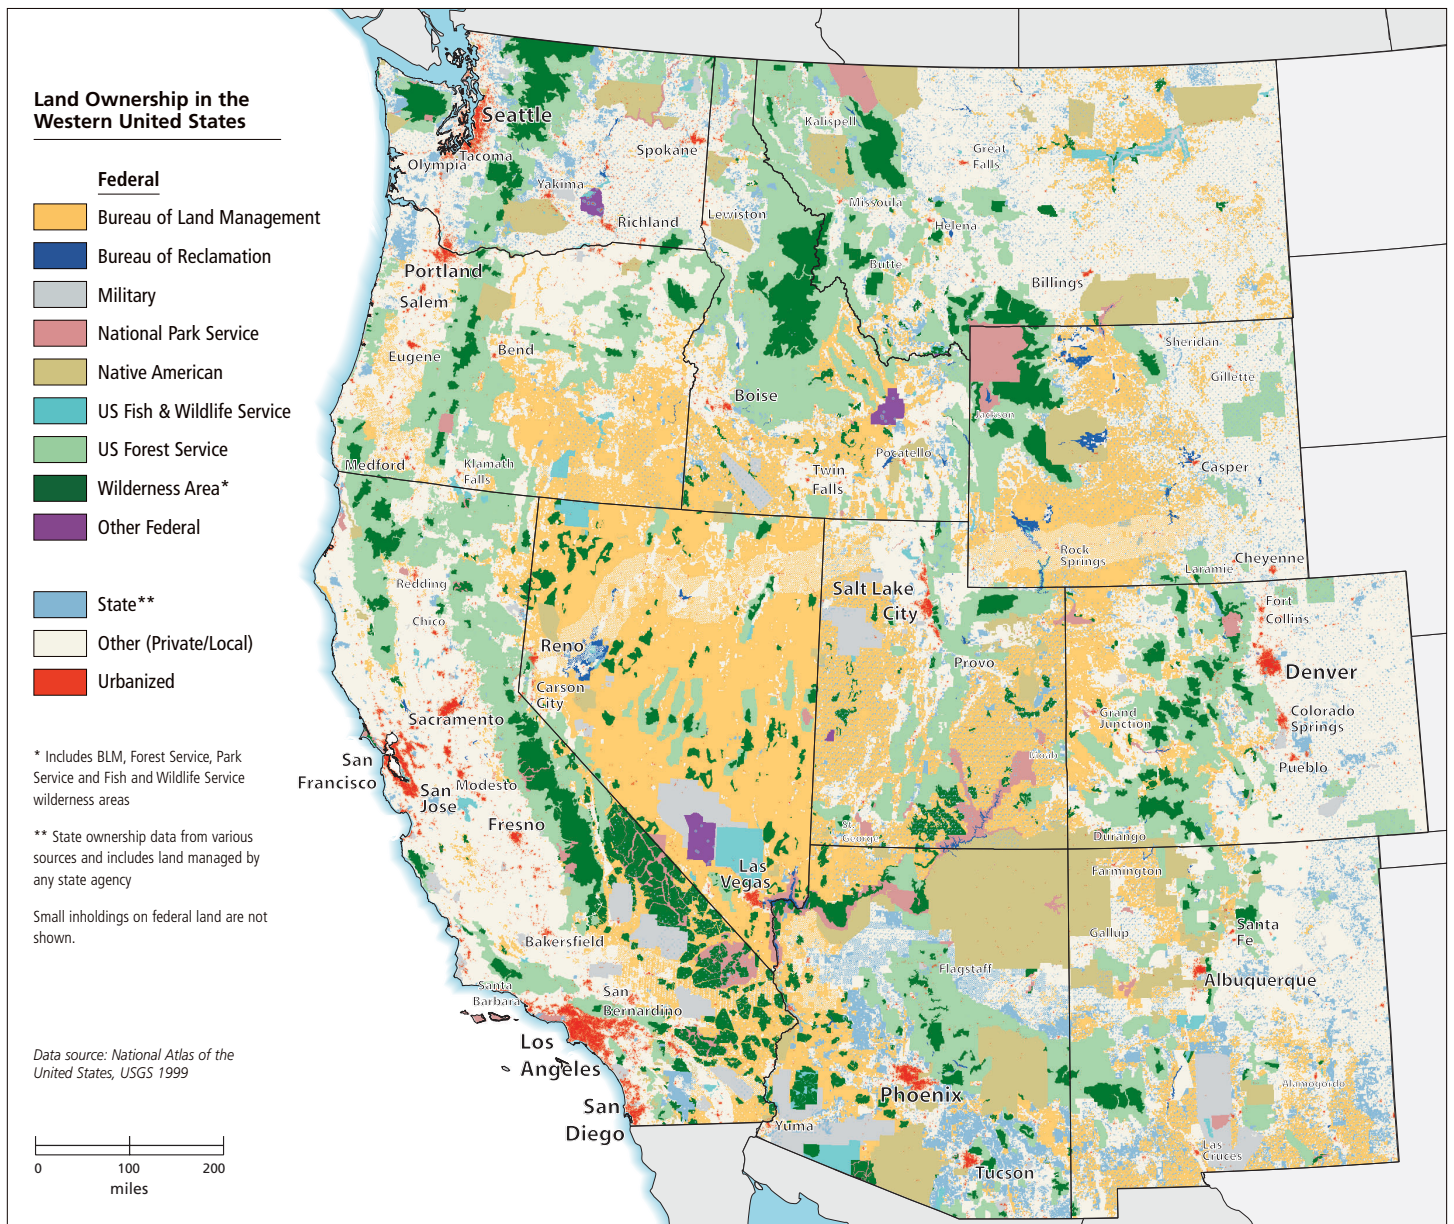 Land Ownership in the
Western United States
Federal
Bureau of Land Management
Bureau of Reclamation
Military
National Park Service
Native American
US Fish & Wildlife Service
US Forest Service
Wilderness Area*
Other Federal
State**
Other (Private/Local)
Urbanized
* Includes BLM, Forest Service, Park
Service and Fish and Wildlife Service
wilderness areas
** State ownership data from various
sources and includes land managed by
any state agency
Small inholdings on federal land are not
shown.
Data source: National Atlas of the
United States, USGS 1999
0 100 200
miles
Seattle
Olympia
Tacoma
Spokane
Yakima
Richland
Kalispell
Great
Falls
Lewiston
Missoula
Helena
Portland
Salem
Butte
Billings
Eugene
Bend
Sheridan
Boise
Gillette
Jackson
Medford
Klamath
Falls
Twin
Falls
Pocatello
Casper
Redding
Chico
Salt Lake
City
Rock
Springs
Laramie
Cheyenne
Reno
Carson
City
Provo
Fort
Collins
Denver
Sacramento
Grand
Junction
Colorado
Springs
San
Francisco
San
Jose
Modesto
Moab
Pueblo
Fresno
St.
George
Durango
Las
Vegas
Farmington
Bakersfield
Gallup
Santa
Fe
Flagstaff
Albuquerque
Santa
Barbara
San
Bernardino
Los
Angeles
Phoenix
Alamogordo
San
Diego
Yuma
Las
Cruces
Tucson